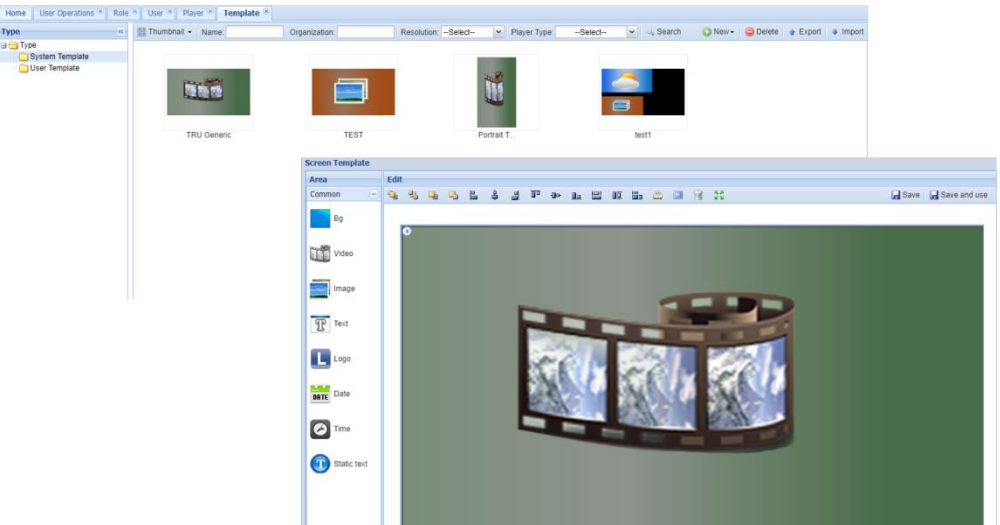 Home User Operations Role User Player Template
Type
Thumbnail Name: Organization: Resolution: --Select-- Player Type: --Select-- Search New Delete Export Import
Type
System Template
User Template
TRU Generic TEST Portrait T... test1
Screen Template
Area Edit
Common Save Save and use
Bg
Video
Image
T Text
L Logo
DATE Date
Time
T Static text